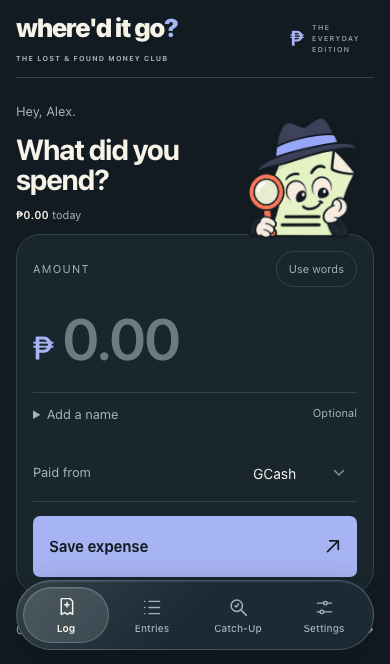 where'd it go?
THE LOST & FOUND MONEY CLUB
₱
THE
EVERYDAY
EDITION
Hey, Alex.
What did you
spend?
₱0.00 today
AMOUNT
Use words
₱ 0.00
Add a name
Optional
Paid from
GCash
Save expense
Log
Entries
Catch-Up
Settings